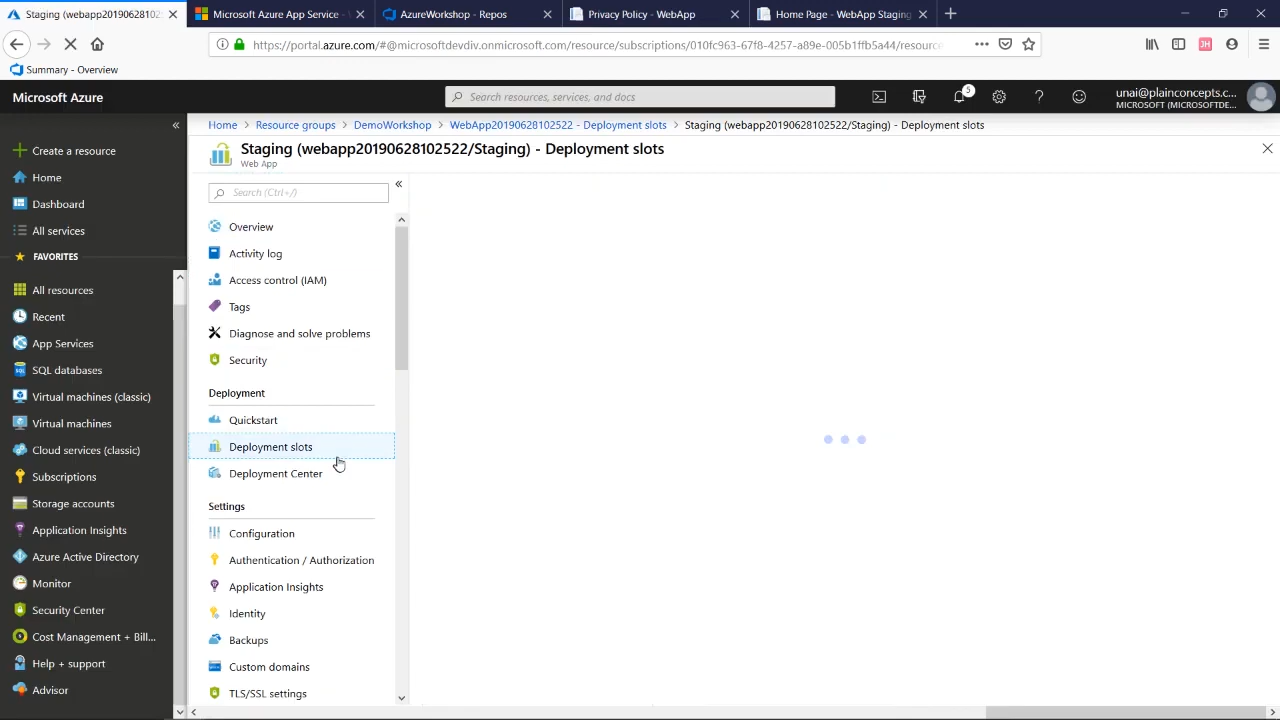 Staging (webapp20190628102522
Microsoft Azure App Service -
AzureWorkshop - Repos
Privacy Policy - WebApp
Home Page - WebApp Staging
https://portal.azure.com/#@microsoftdevdiv.onmicrosoft.com/resource/subscriptions/010fc963-67f8-4257-a89e-005b1ffb5a44/resource
JH
Summary - Overview
Microsoft Azure
Search resources, services, and docs
5
unai@plainconcepts.c...
MICROSOFT (MICROSOFTDE...
Home > Resource groups > DemoWorkshop > WebApp20190628102522 - Deployment slots > Staging (webapp20190628102522/Staging) - Deployment slots
Staging (webapp20190628102522/Staging) - Deployment slots
Web App
Create a resource
Home
Dashboard
All services
FAVORITES
All resources
Recent
App Services
SQL databases
Virtual machines (classic)
Virtual machines
Cloud services (classic)
Subscriptions
Storage accounts
Application Insights
Azure Active Directory
Monitor
Security Center
Cost Management + Bill...
Help + support
Advisor
Search (Ctrl+/)
Overview
Activity log
Access control (IAM)
Tags
Diagnose and solve problems
Security
Deployment
Quickstart
Deployment slots
Deployment Center
Settings
Configuration
Authentication / Authorization
Application Insights
Identity
Backups
Custom domains
TLS/SSL settings